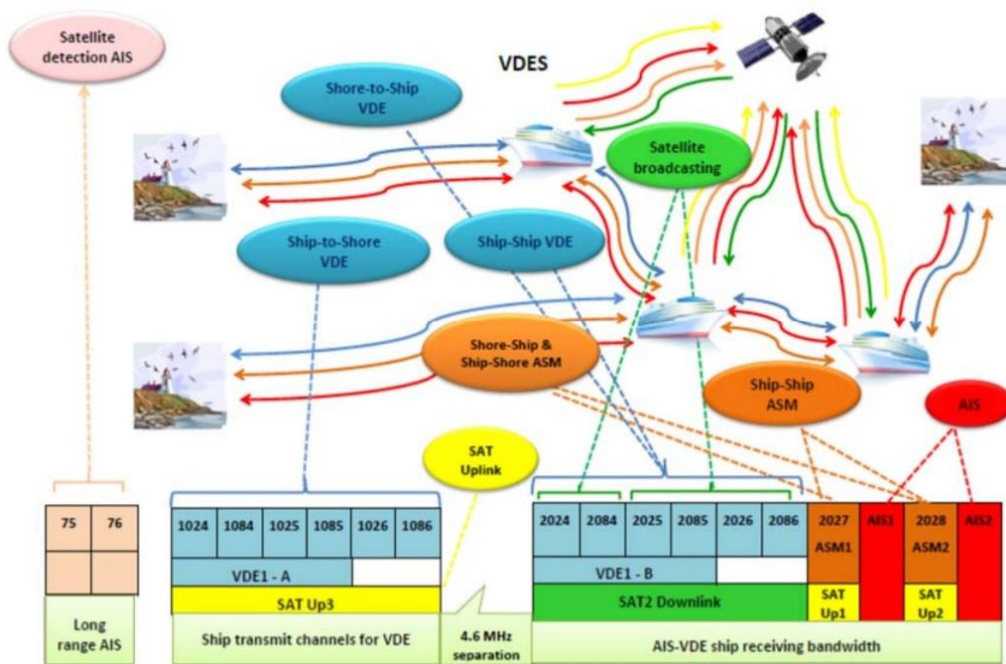 Satellite
detection AIS
VDES
Shore-to-Ship
VDE
Satellite
broadcasting
Ship-to-Shore
VDE
Ship-Ship VDE
Shore-Ship &
Ship-Shore ASM
Ship-Ship
ASM
AIS
SAT
Uplink
75 76
1024 1084 1025 1085 1026 1086
2024 2084 2025 2085 2026 2086 2027 AIS1 2028 AIS2
ASM1 ASM2
VDE1 - A
VDE1 - B
SAT Up3
SAT2 Downlink
SAT
Up1
SAT
Up2
Long
range AIS
Ship transmit channels for VDE
4.6 MHz
separation
AIS-VDE ship receiving bandwidth